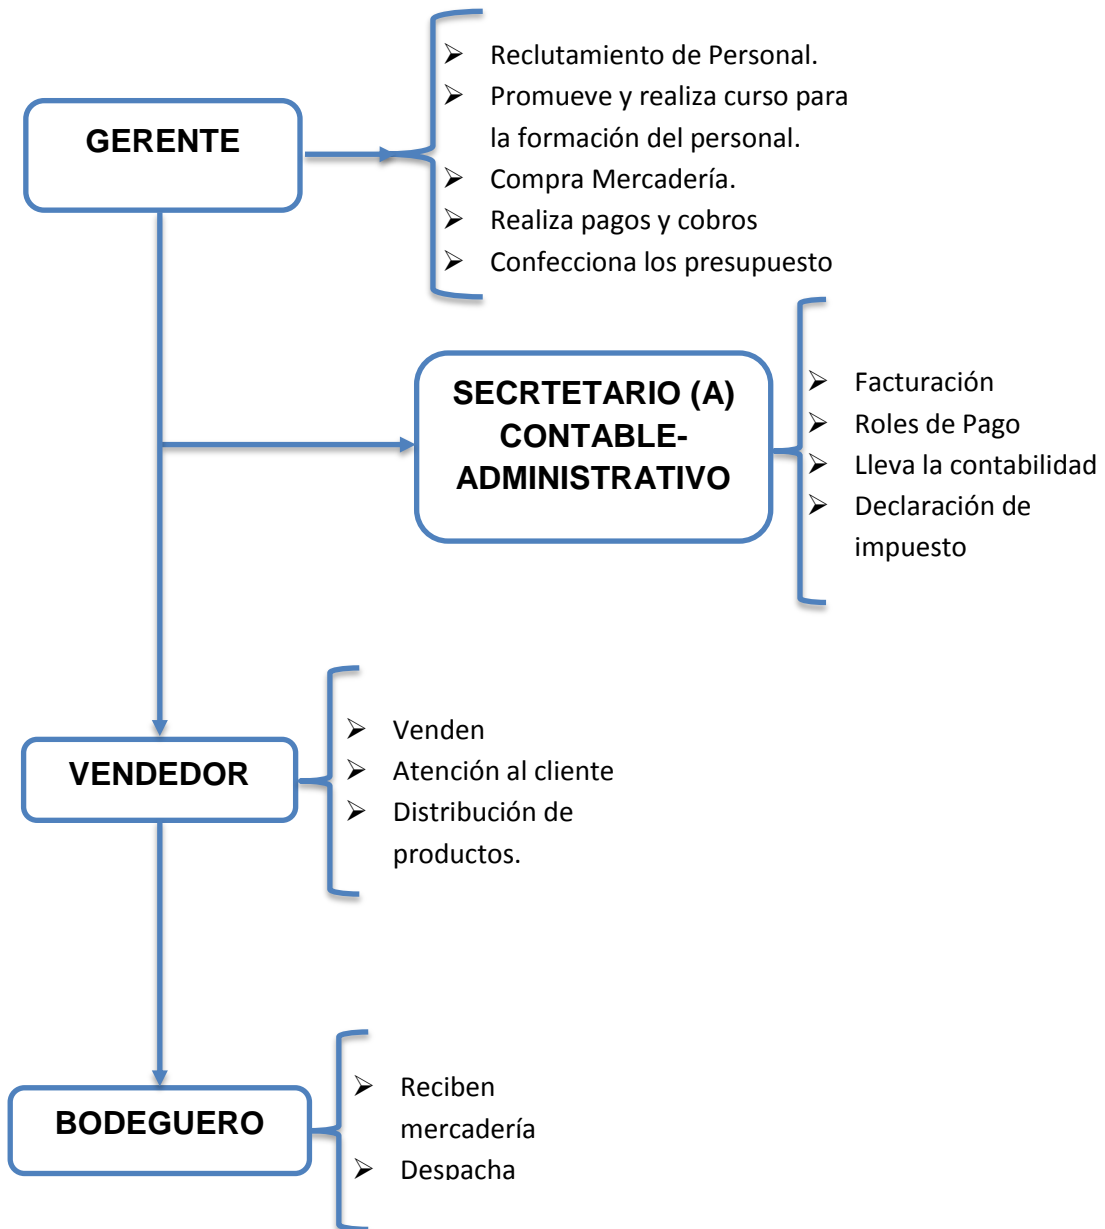 GERENTE
➢ Reclutamiento de Personal.
➢ Promueve y realiza curso para
la formación del personal.
➢ Compra Mercadería.
➢ Realiza pagos y cobros
➢ Confecciona los presupuesto
SECRTETARIO (A)
CONTABLE-
ADMINISTRATIVO
➢ Facturación
➢ Roles de Pago
➢ Lleva la contabilidad
➢ Declaración de
impuesto
VENDEDOR
➢ Venden
➢ Atención al cliente
➢ Distribución de
productos.
BODEGUERO
➢ Reciben
mercadería
➢ Despacha